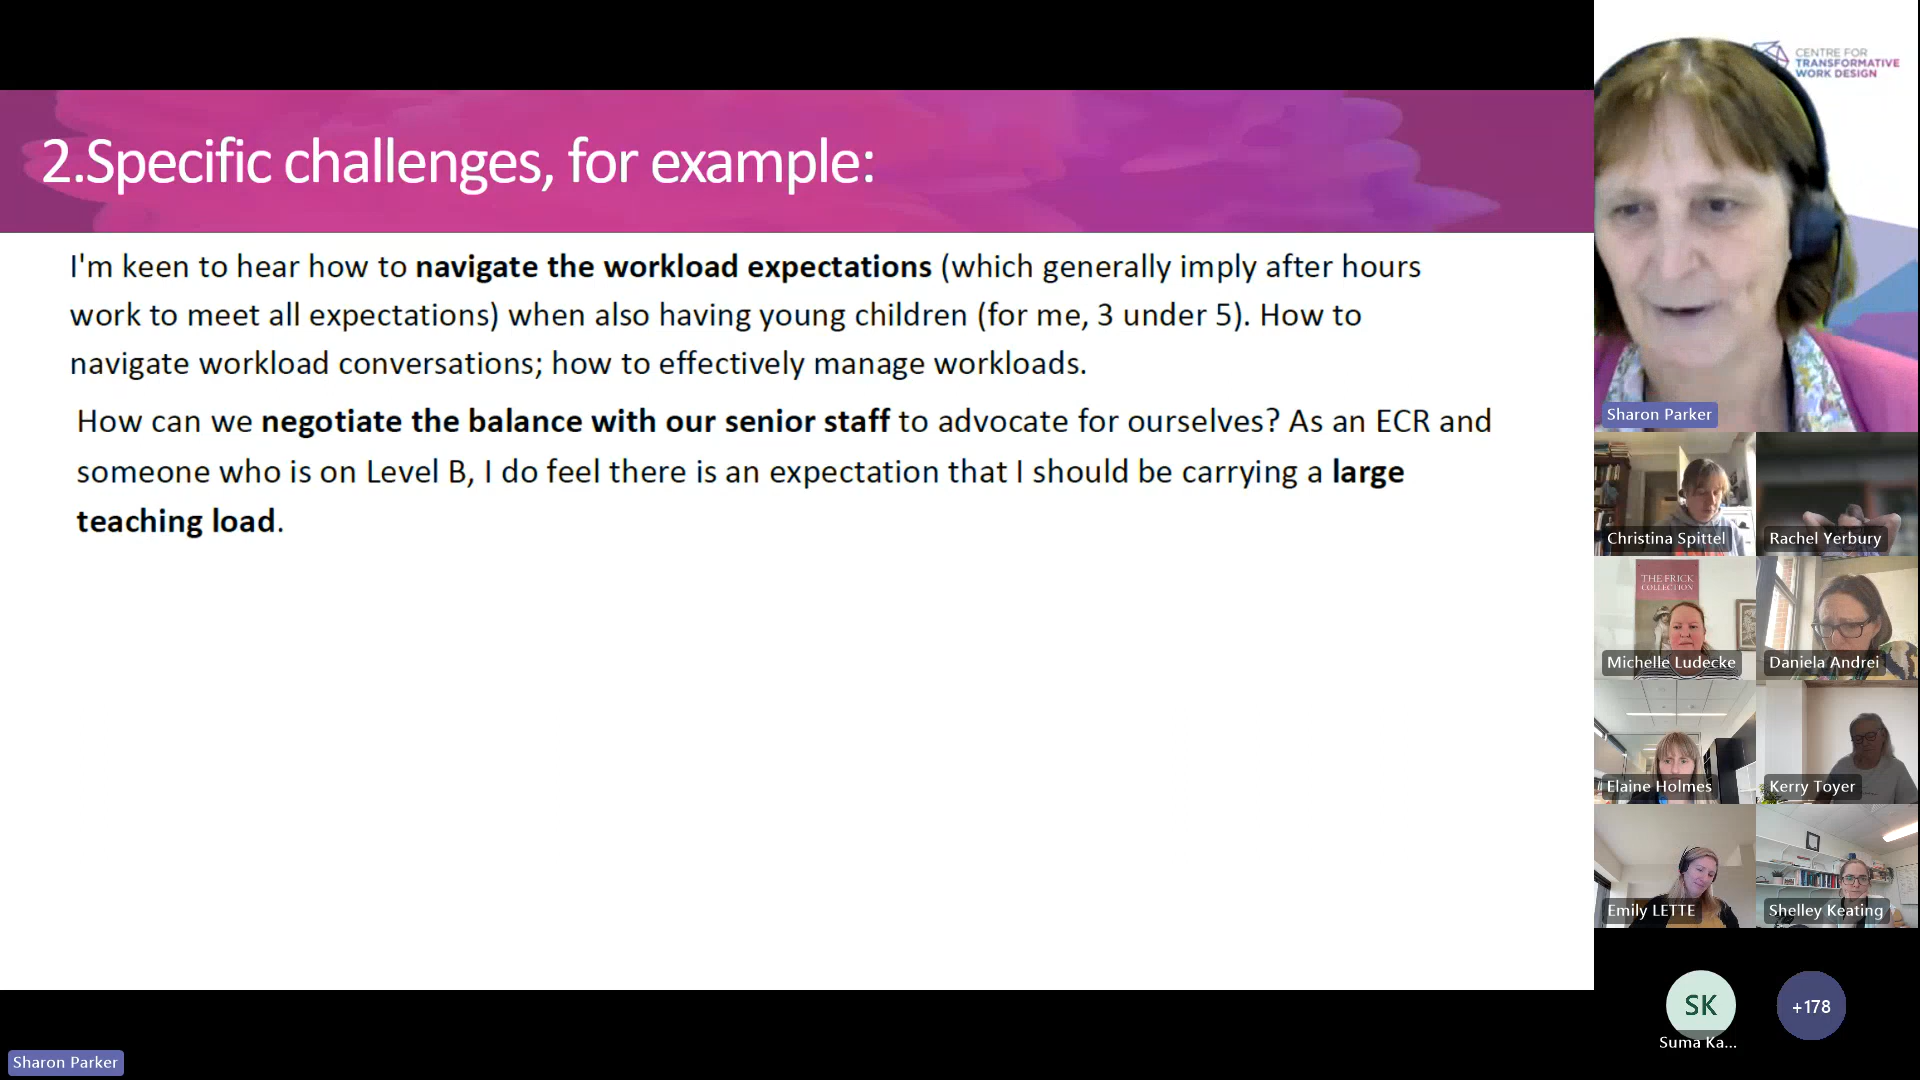 2.Specific challenges, for example:
I'm keen to hear how to navigate the workload expectations (which generally imply after hours
work to meet all expectations) when also having young children (for me, 3 under 5). How to
navigate workload conversations; how to effectively manage workloads.
How can we negotiate the balance with our senior staff to advocate for ourselves? As an ECR and
someone who is on Level B, I do feel there is an expectation that I should be carrying a large
teaching load.
CENTRE FOR
TRANSFORMATIVE
WORK DESIGN
Sharon Parker
Christina Spittel
Rachel Yerbury
THE FRICK
COLLECTION
Michelle Ludecke
Daniela Andrei
Elaine Holmes
Kerry Toyer
Emily LETTE
Shelley Keating
SK
Suma Ka...
+178
Sharon Parker